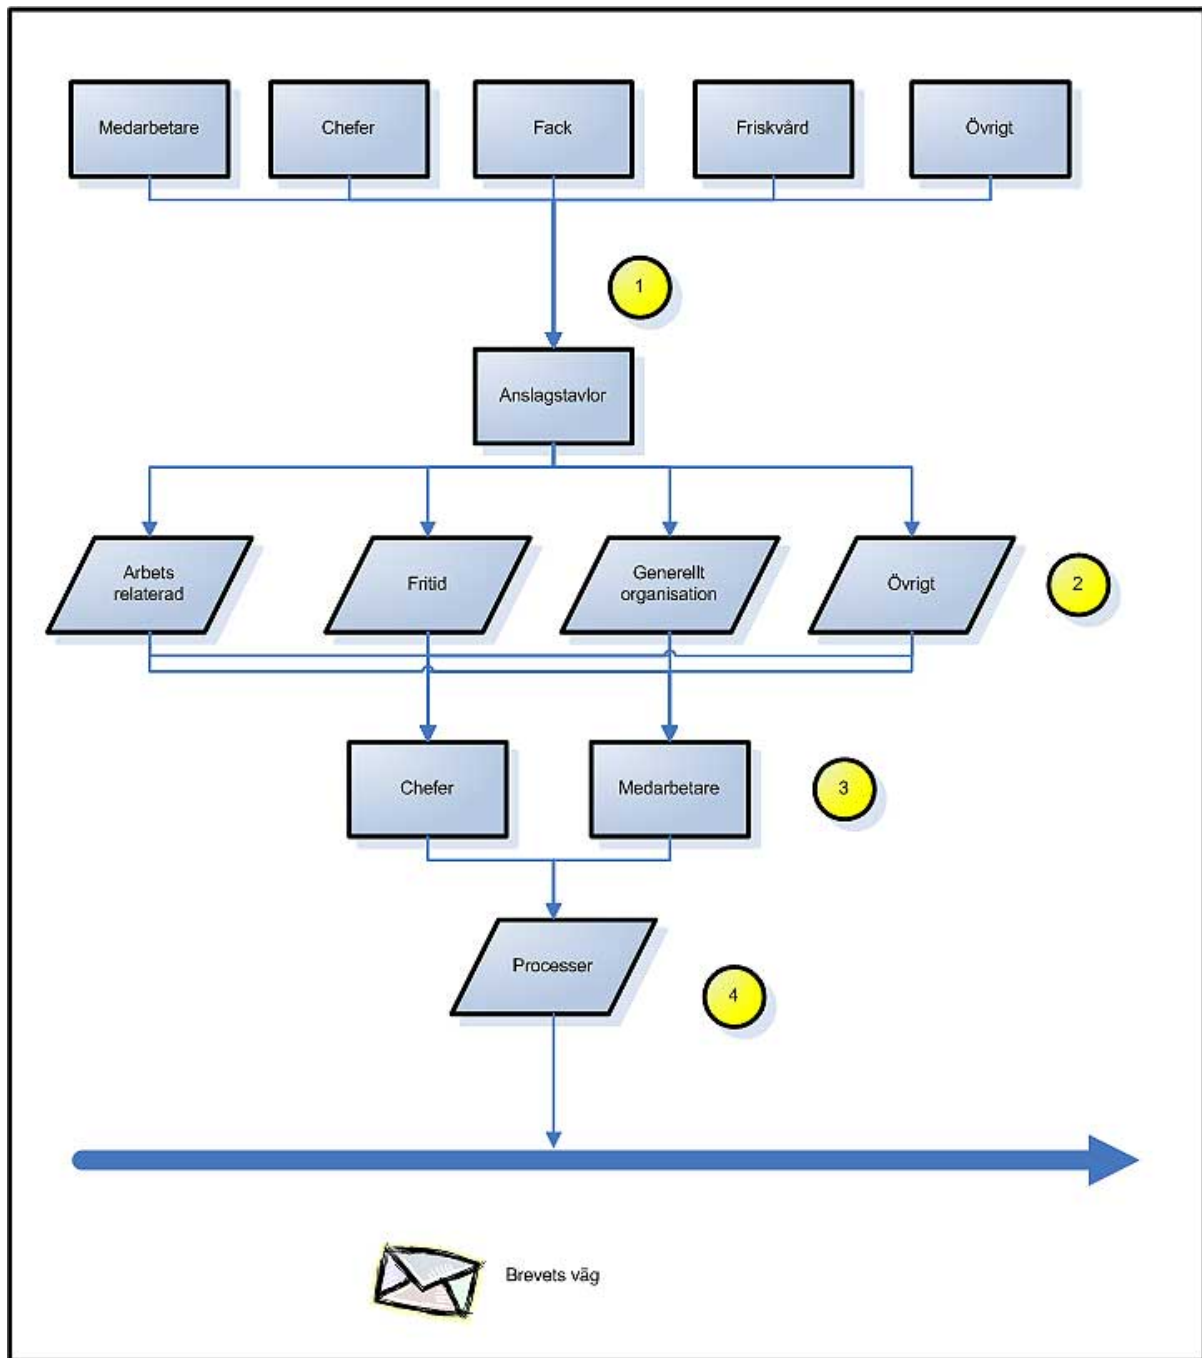 Medarbetare
Chefer
Fack
Friskvård
Övrigt
1
Anslagstavlor
Arbets
relaterad
Fritid
Generellt
organisation
Övrigt
2
Chefer
Medarbetare
3
Processer
4
Brevets väg